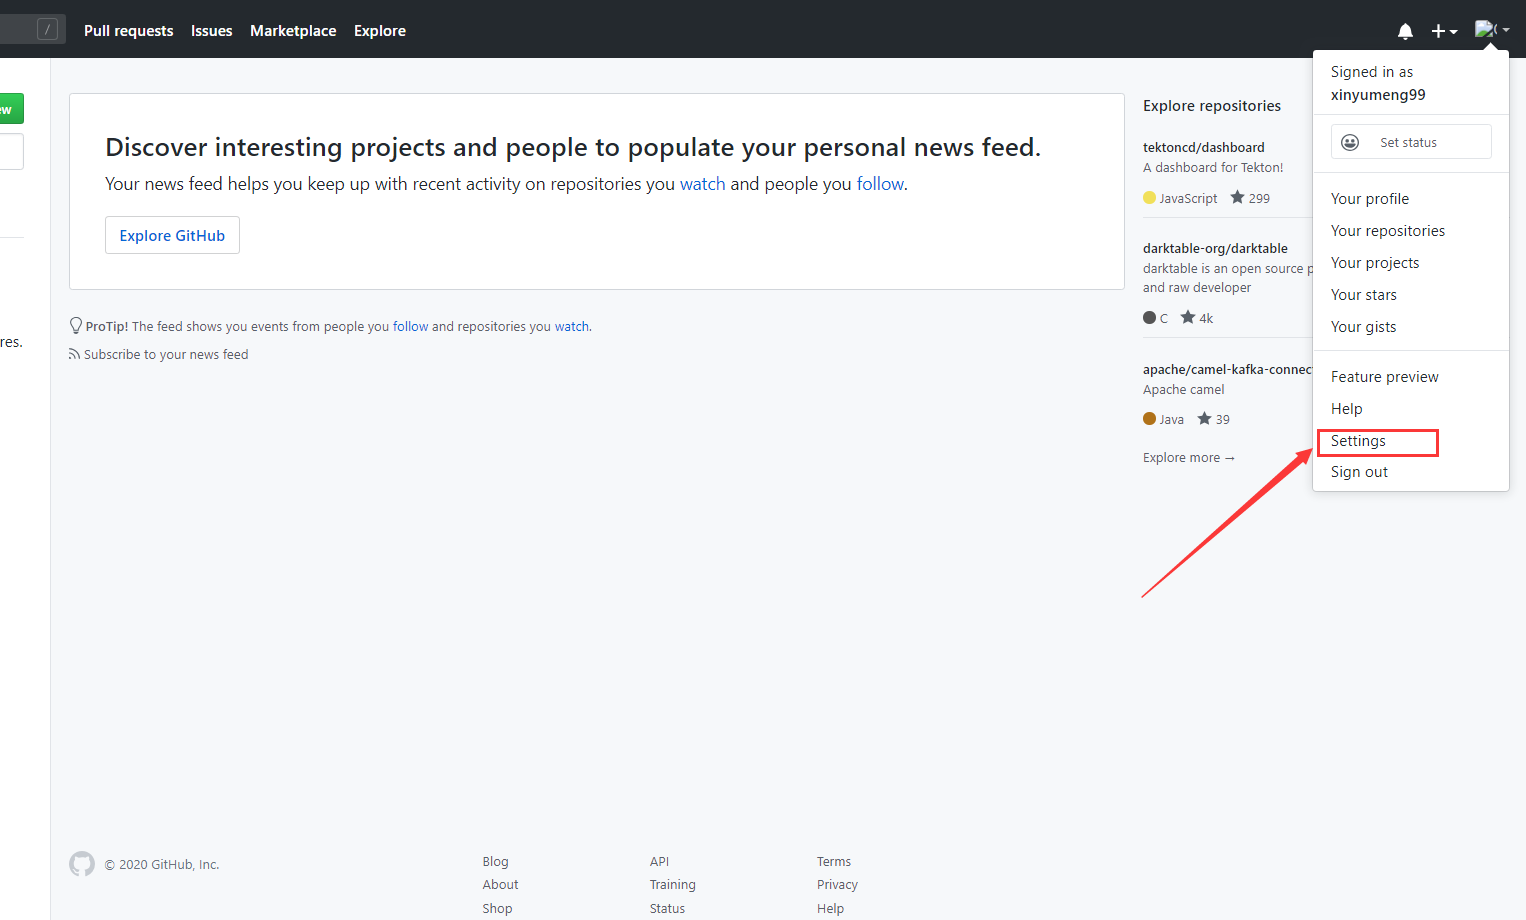 /
Pull requests
Issues
Marketplace
Explore
ew
res.
Discover interesting projects and people to populate your personal news feed.
Your news feed helps you keep up with recent activity on repositories you watch and people you follow.
Explore GitHub
ProTip! The feed shows you events from people you follow and repositories you watch.
Subscribe to your news feed
Explore repositories
tektoncd/dashboard
A dashboard for Tekton!
JavaScript 299
darktable-org/darktable
darktable is an open source p
and raw developer
C 4k
apache/camel-kafka-connec
Apache camel
Java 39
Explore more →
Signed in as
xinyumeng99
Set status
Your profile
Your repositories
Your projects
Your stars
Your gists
Feature preview
Help
Settings
Sign out
© 2020 GitHub, Inc.
Blog
About
Shop
API
Training
Status
Terms
Privacy
Help